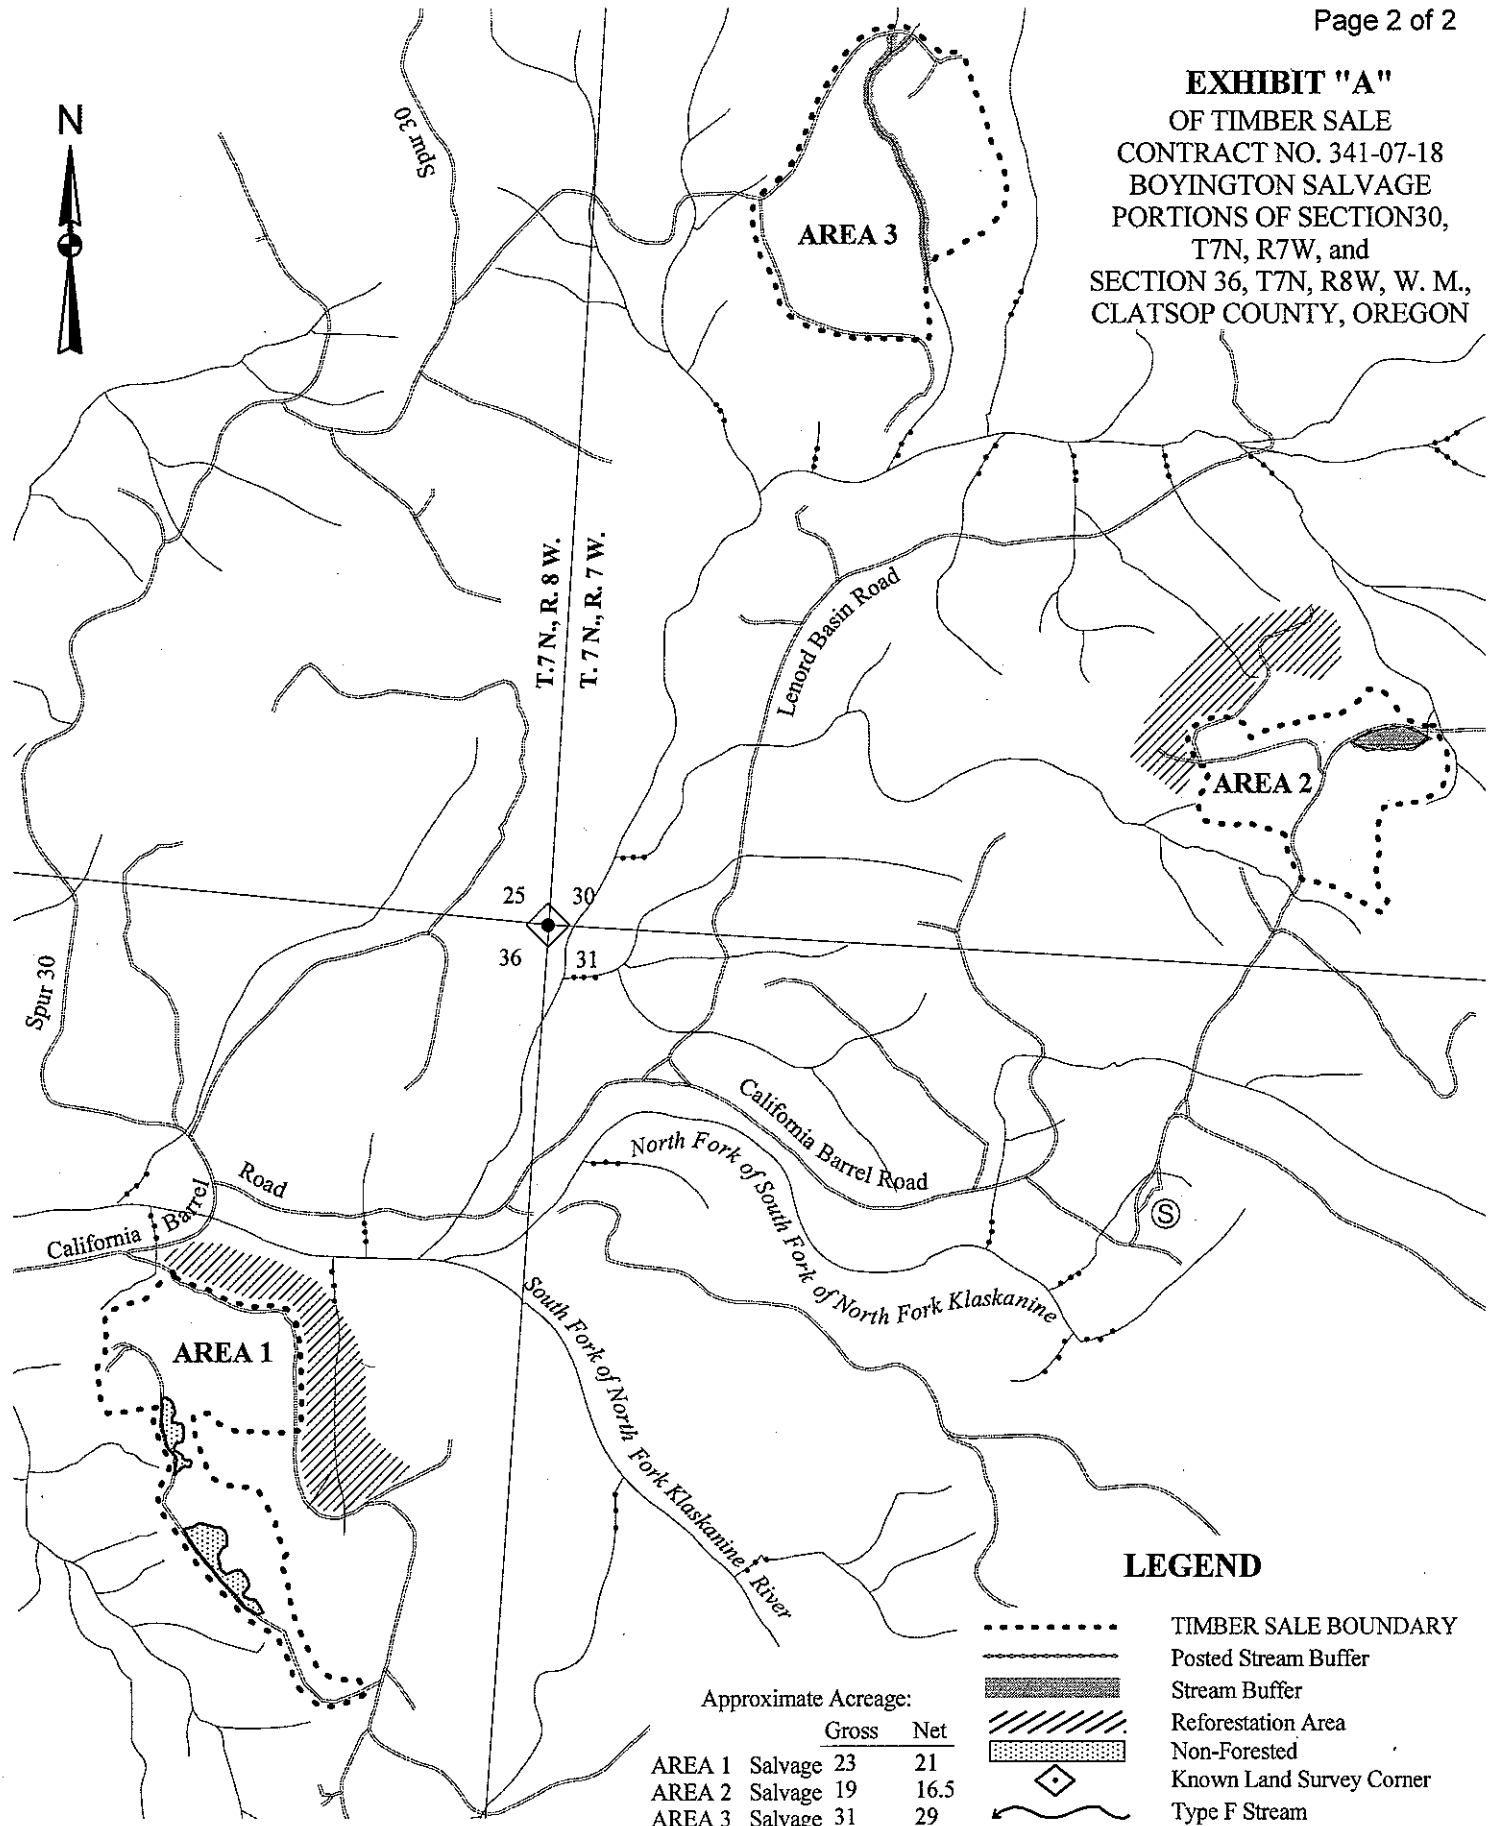 Page 2 of 2
EXHIBIT "A"
OF TIMBER SALE
CONTRACT NO. 341-07-18
BOYINGTON SALVAGE
PORTIONS OF SECTION30,
T7N, R7W, and
SECTION 36, T7N, R8W, W. M.,
CLATSOP COUNTY, OREGON
N
Spur 30
AREA 3
T.7 N., R. 8 W.
T. 7 N., R. 7 W.
Lenord Basin Road
AREA 2
25
30
36
31
Spur 30
California Barrel Road
North Fork of South Fork of North Fork Klaskanine
S
California Barrel Road
AREA 1
South Fork of North Fork Klaskanine River
LEGEND
TIMBER SALE BOUNDARY
Posted Stream Buffer
Stream Buffer
Reforestation Area
Non-Forested
Known Land Survey Corner
Type F Stream
Approximate Acreage:
Gross Net
AREA 1 Salvage 23 21
AREA 2 Salvage 19 16.5
AREA 3 Salvage 31 29